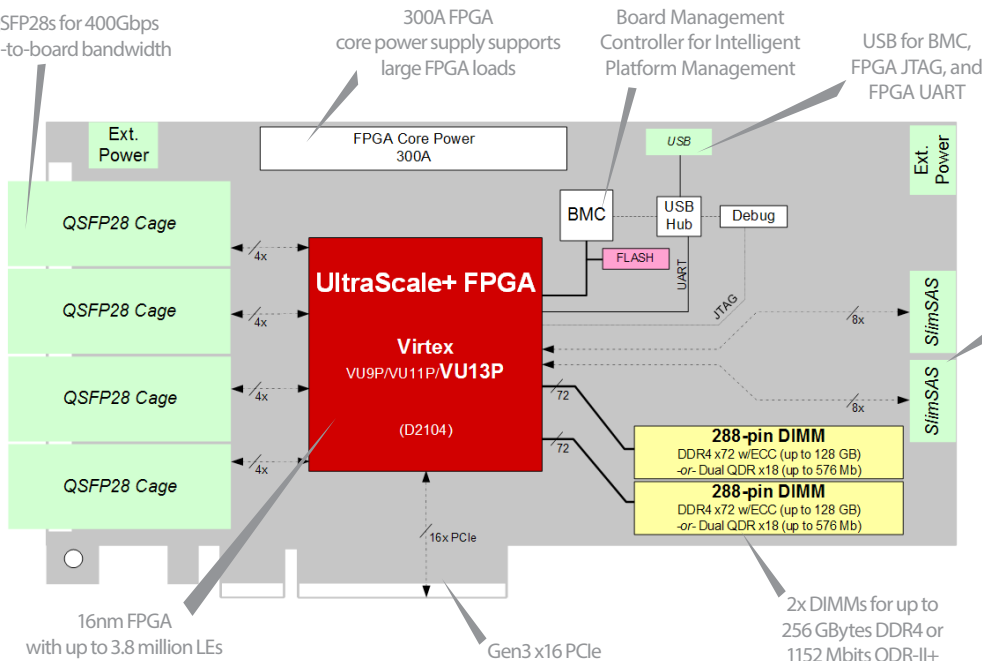 SFP28s for 400Gbps
-to-board bandwidth
300A FPGA
core power supply supports
large FPGA loads
Board Management
Controller for Intelligent
Platform Management
USB for BMC,
FPGA JTAG, and
FPGA UART
Ext.
Power
FPGA Core Power
300A
USB
Ext.
Power
QSFP28 Cage
4x
QSFP28 Cage
4x
QSFP28 Cage
4x
QSFP28 Cage
4x
BMC
USB
Hub
Debug
FLASH
UART
JTAG
UltraScale+ FPGA
Virtex
VU9P/VU11P/VU13P
(D2104)
8x
SlimSAS
8x
SlimSAS
72
72
288-pin DIMM
DDR4 x72 w/ECC (up to 128 GB)
-or- Dual QDR x18 (up to 576 Mb)
288-pin DIMM
DDR4 x72 w/ECC (up to 128 GB)
-or- Dual QDR x18 (up to 576 Mb)
16x PCIe
16nm FPGA
with up to 3.8 million LEs
Gen3 x16 PCIe
2x DIMMs for up to
256 GBytes DDR4 or
1152 Mbits QDR-II+